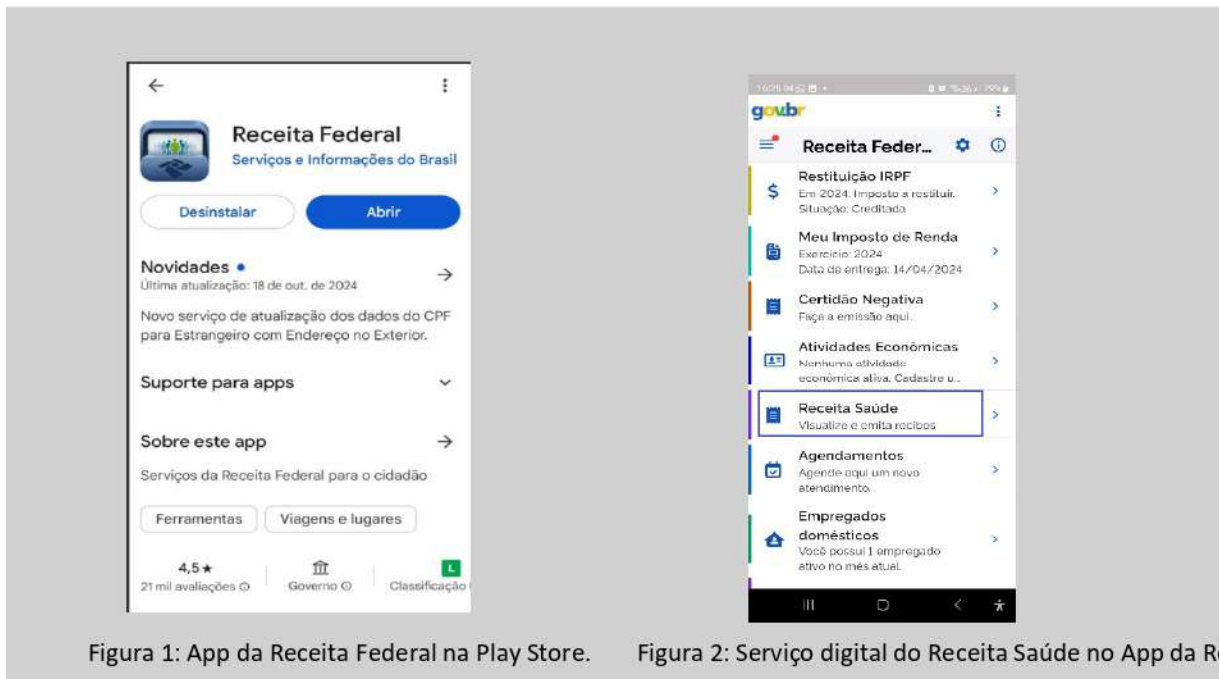 Receita Federal
Serviços e Informações do Brasil
Desinstalar
Abrir
Novidades
Última atualização: 18 de out. de 2024
Novo serviço de atualização dos dados do CPF
para Estrangeiro com Endereço no Exterior.
Suporte para apps
Sobre este app
Serviços da Receita Federal para o cidadão
Ferramentas
Viagens e lugares
4,5★
21 mil avaliações
Governo
L
Classificação
Figura 1: App da Receita Federal na Play Store.
gov.br
Receita Feder...
Restituição IRPF
Em 2024. Imposto a restituir.
Situação: Creditada
Meu Imposto de Renda
Exercício: 2024
Data de entrega: 14/04/2024
Certidão Negativa
Faça a emissão aqui.
Atividades Econômicas
Nenhuma atividade
econômica ativa. Cadastre u...
Receita Saúde
Visualize e emita recibos
Agendamentos
Agende aqui um novo
atendimento.
Empregados
domésticos
Você possui 1 empregado
ativo no mês atual.
Figura 2: Serviço digital do Receita Saúde no App da R